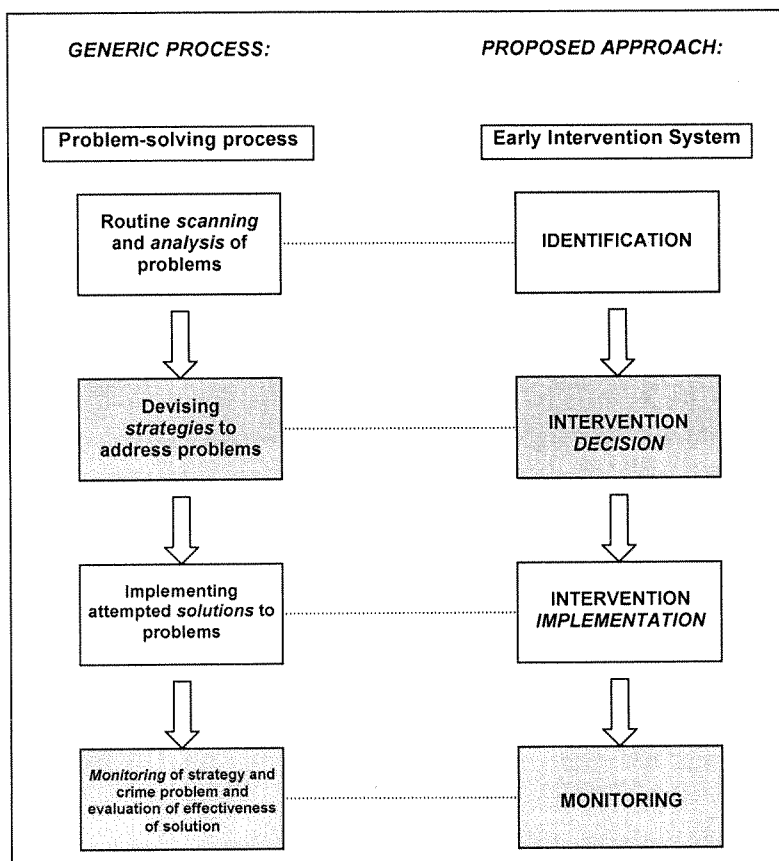 GENERIC PROCESS:
PROPOSED APPROACH:
Problem-solving process
Early Intervention System
Routine scanning
and analysis of
problems
IDENTIFICATION
Devising
strategies to
address problems
INTERVENTION
DECISION
Implementing
attempted solutions to
problems
INTERVENTION
IMPLEMENTATION
Monitoring of strategy and
crime problem and
evaluation of effectiveness
of solution
MONITORING